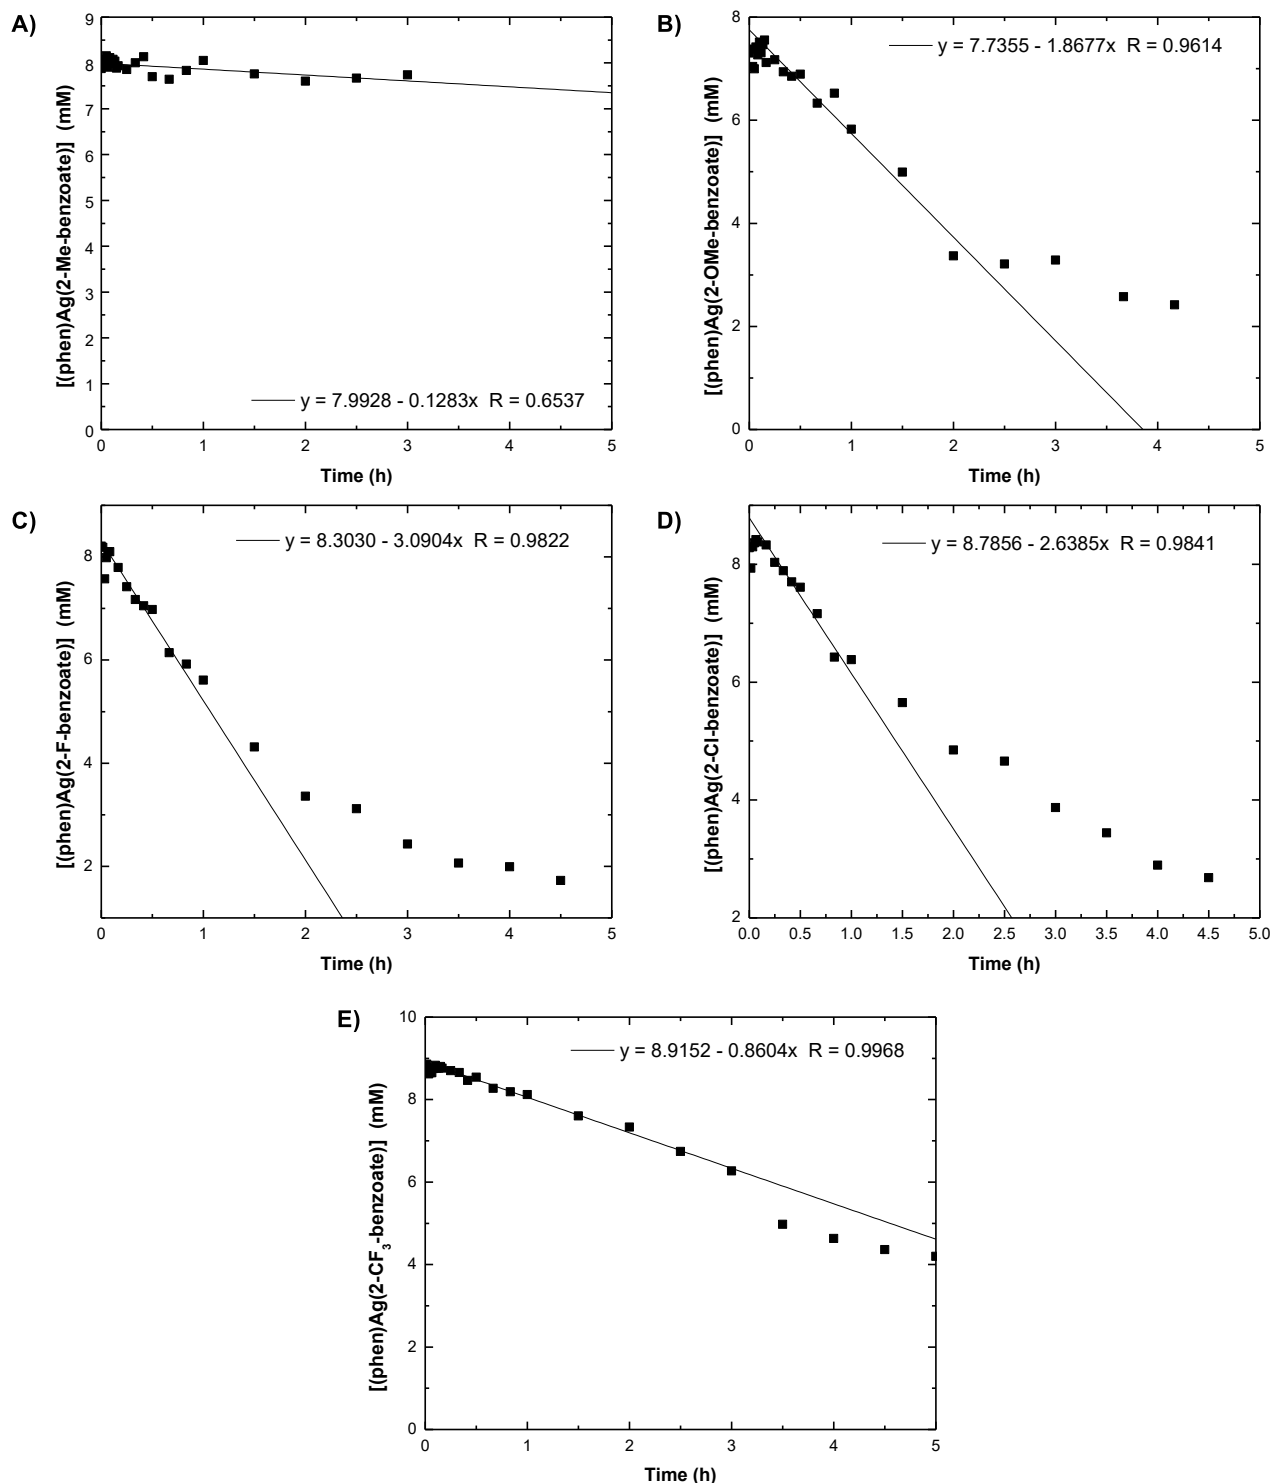 A)
[(phen)Ag(2-Me-benzoate)] (mM)
9
8
7
6
5
4
3
2
1
0
y = 7.9928 - 0.1283x R = 0.6537
0 1 2 3 4 5
Time (h)
B)
[(phen)Ag(2-OMe-benzoate)] (mM)
8
6
4
2
0
y = 7.7355 - 1.8677x R = 0.9614
0 1 2 3 4 5
Time (h)
C)
[(phen)Ag(2-F-benzoate)] (mM)
8
6
4
2
y = 8.3030 - 3.0904x R = 0.9822
0 1 2 3 4 5
Time (h)
D)
[(phen)Ag(2-Cl-benzoate)] (mM)
8
6
4
2
y = 8.7856 - 2.6385x R = 0.9841
0.0 0.5 1.0 1.5 2.0 2.5 3.0 3.5 4.0 4.5 5.0
Time (h)
E)
[(phen)Ag(2-CF₃-benzoate)] (mM)
10
8
6
4
2
0
y = 8.9152 - 0.8604x R = 0.9968
0 1 2 3 4 5
Time (h)